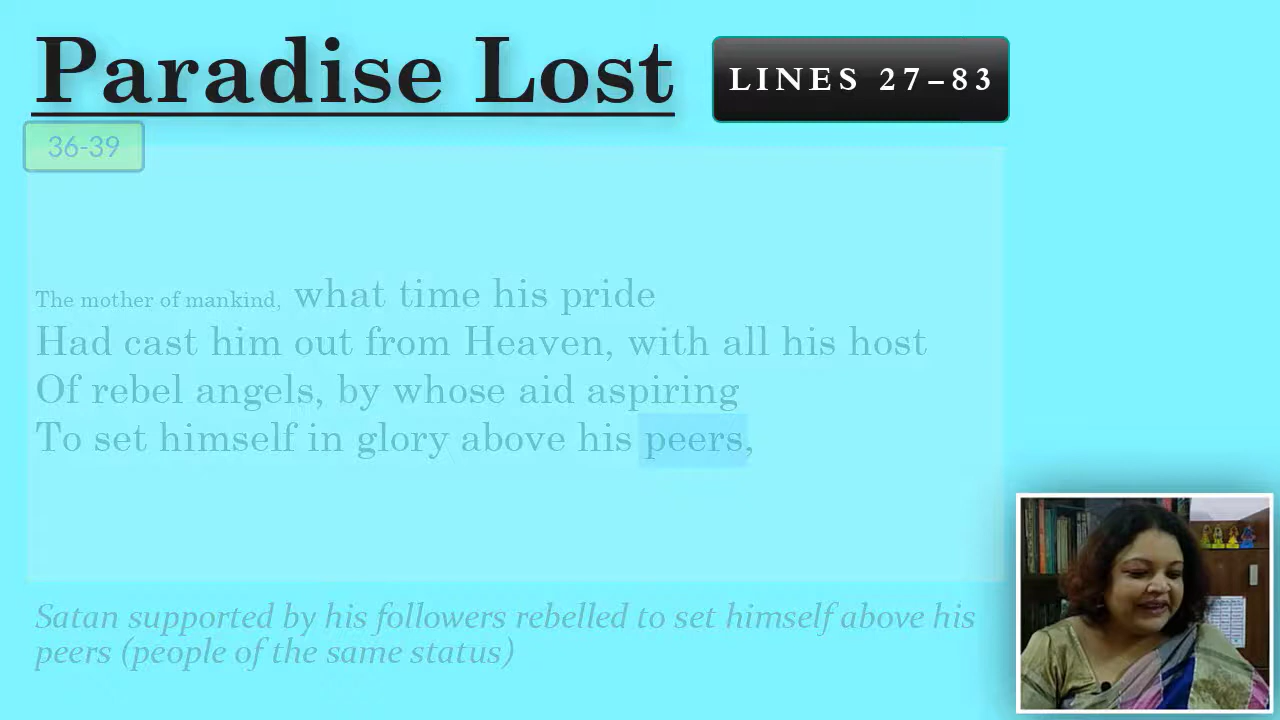 Paradise Lost
LINES 27–83
36-39
The mother of mankind, what time his pride
Had cast him out from Heaven, with all his host
Of rebel angels, by whose aid aspiring
To set himself in glory above his peers,
Satan supported by his followers rebelled to set himself above his
peers (people of the same status)